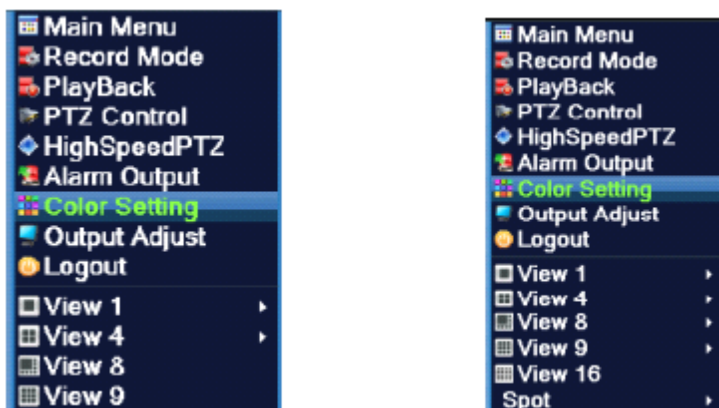 Main Menu
Record Mode
PlayBack
PTZ Control
HighSpeedPTZ
Alarm Output
Color Setting
Output Adjust
Logout
View 1
View 4
View 8
View 9
Main Menu
Record Mode
PlayBack
PTZ Control
HighSpeedPTZ
Alarm Output
Color Setting
Output Adjust
Logout
View 1
View 4
View 8
View 9
View 16
Spot